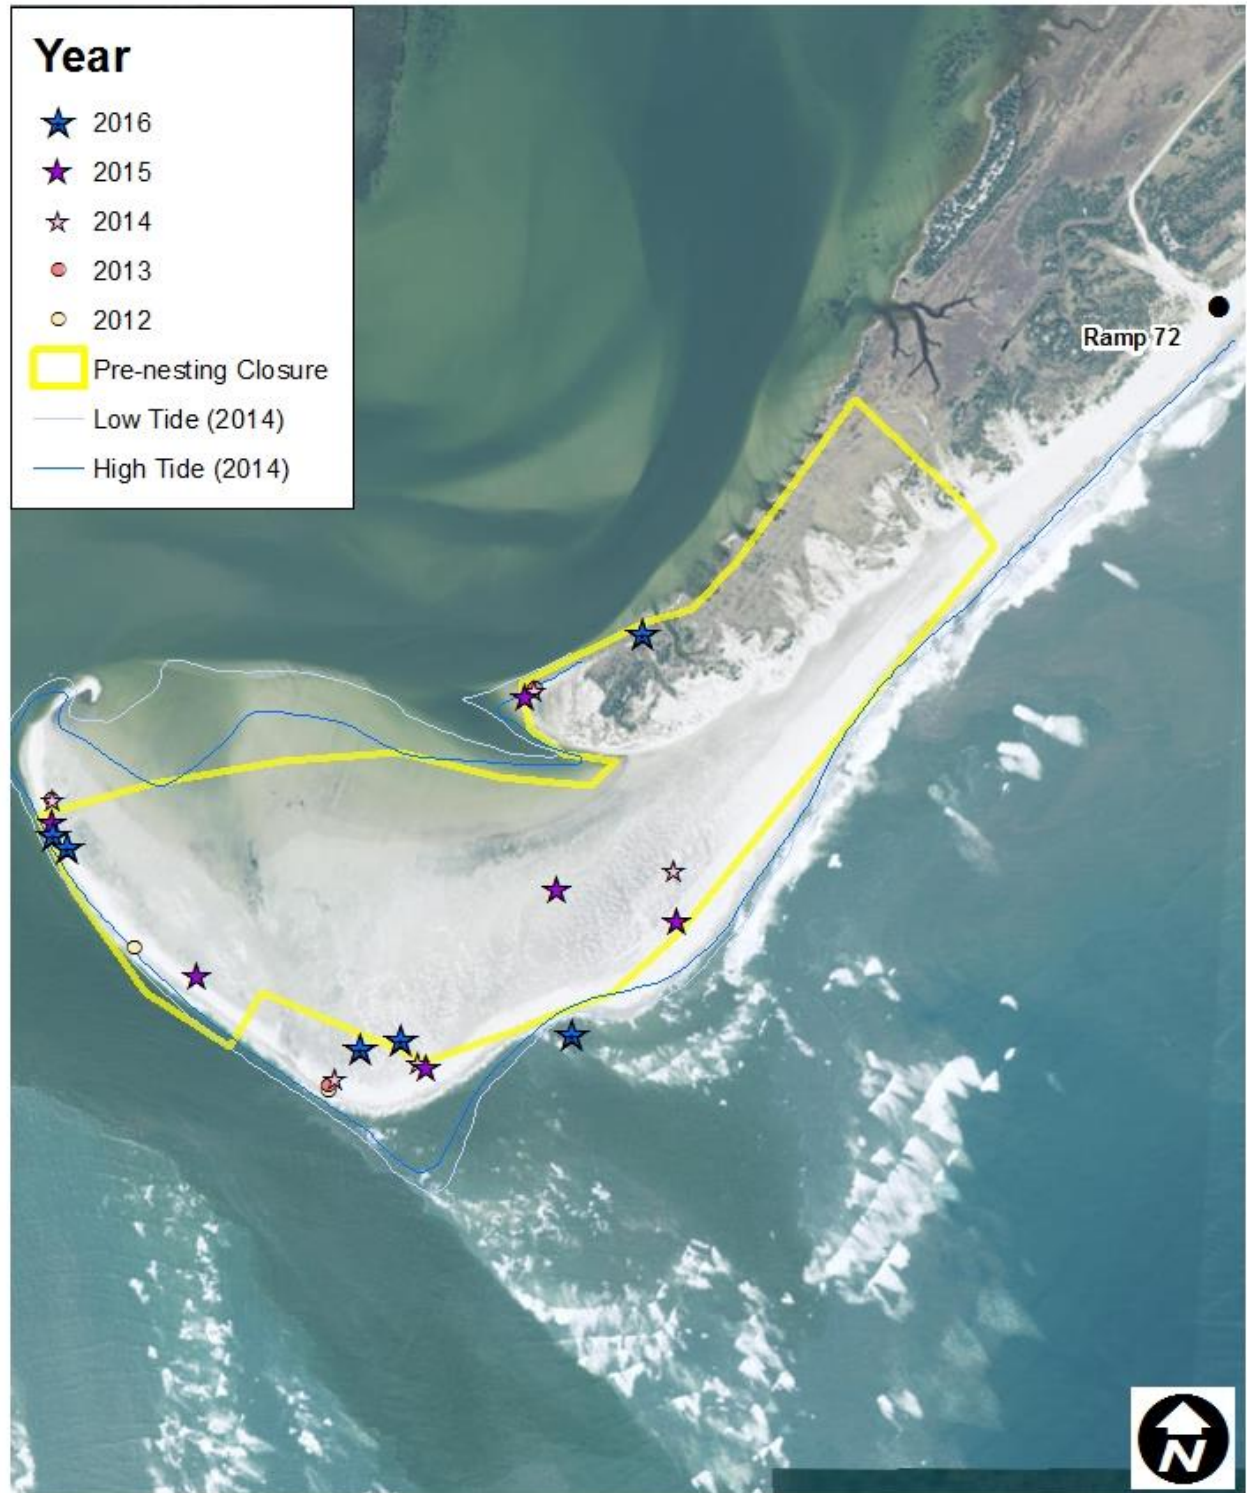 Year
2016
2015
2014
2013
2012
Pre-nesting Closure
Low Tide (2014)
High Tide (2014)
Ramp 72
N